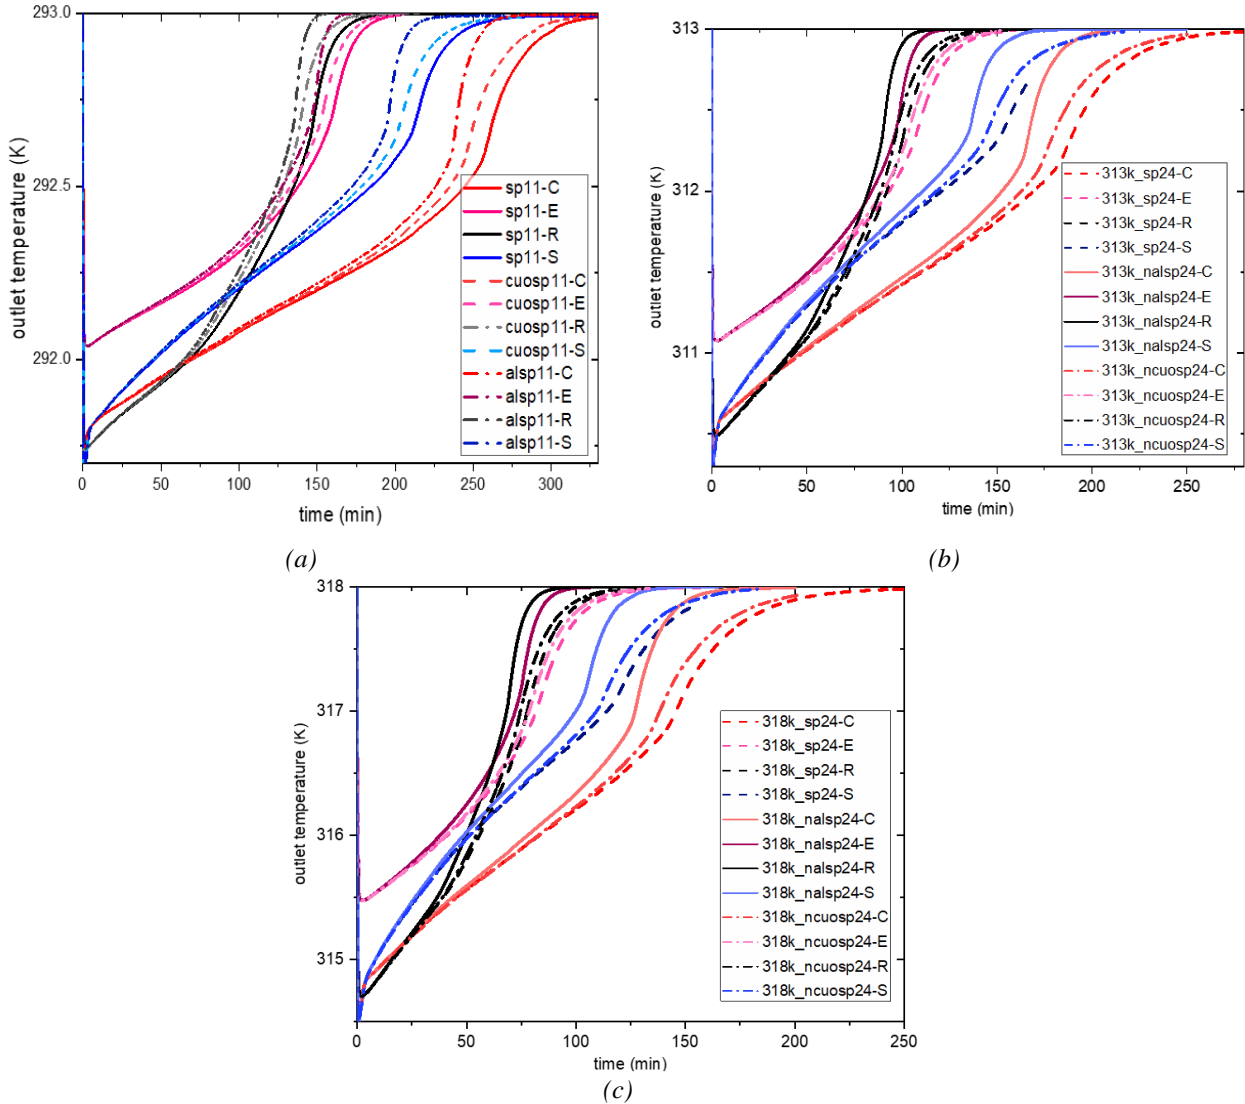 293.0
292.5
292.0
outlet temperature (K)
0 50 100 150 200 250 300
time (min)
sp11-C
sp11-E
sp11-R
sp11-S
cuosp11-C
cuosp11-E
cuosp11-R
cuosp11-S
alsp11-C
alsp11-E
alsp11-R
alsp11-S
(a)
313
312
311
outlet temperature (K)
0 50 100 150 200 250
time (min)
313k_sp24-C
313k_sp24-E
313k_sp24-R
313k_sp24-S
313k_nalsp24-C
313k_nalsp24-E
313k_nalsp24-R
313k_nalsp24-S
313k_ncuosp24-C
313k_ncuosp24-E
313k_ncuosp24-R
313k_ncuosp24-S
(b)
318
317
316
315
outlet temperature (K)
0 50 100 150 200 250
time (min)
318k_sp24-C
318k_sp24-E
318k_sp24-R
318k_sp24-S
318k_nalsp24-C
318k_nalsp24-E
318k_nalsp24-R
318k_nalsp24-S
318k_ncuosp24-C
318k_ncuosp24-E
318k_ncuosp24-R
318k_ncuosp24-S
(c)